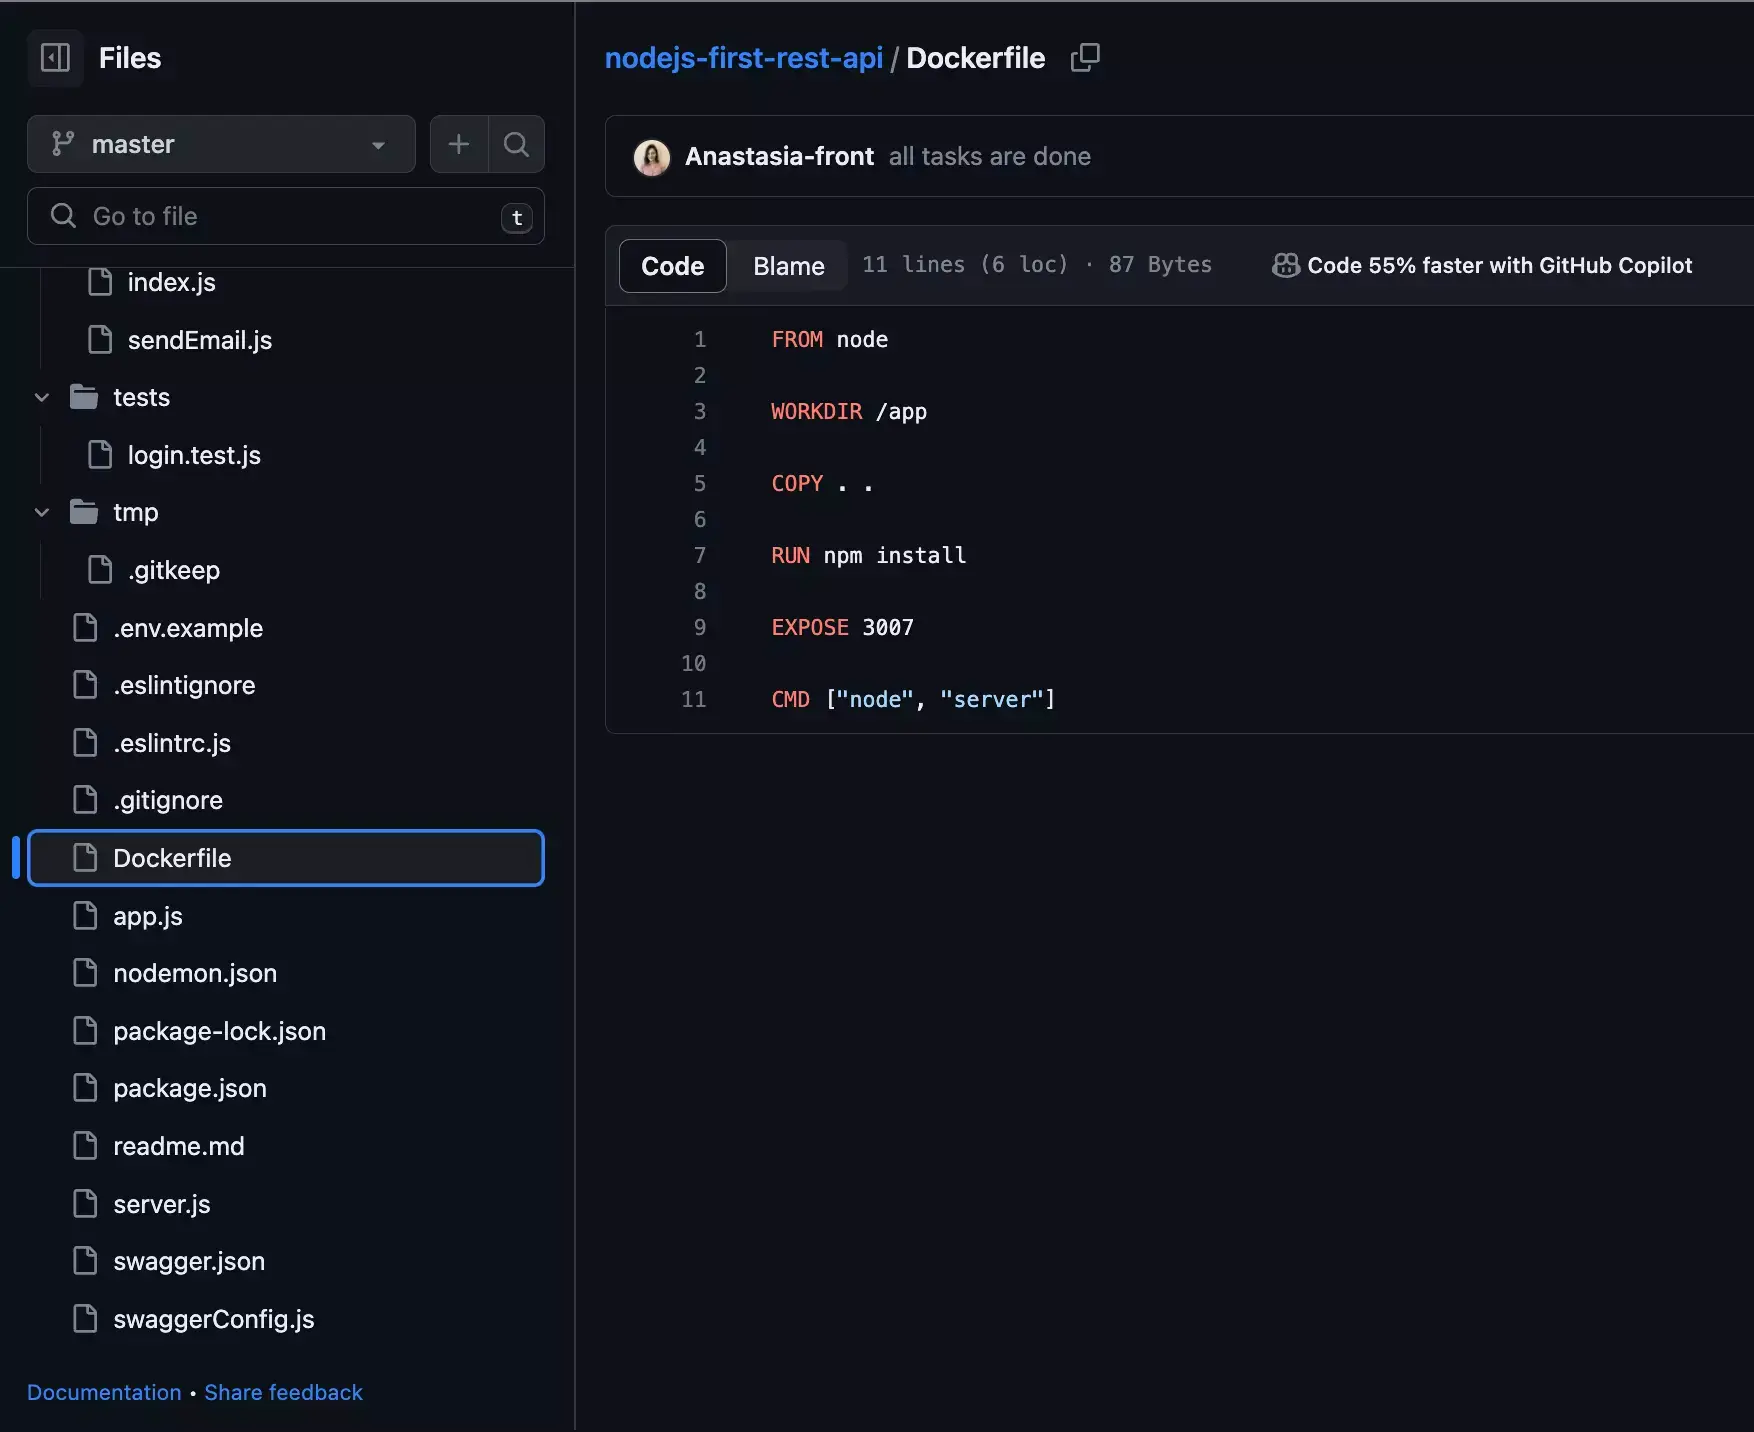 Files
master
Go to file
t
index.js
sendEmail.js
tests
login.test.js
tmp
.gitkeep
.env.example
.eslintignore
.eslintrc.js
.gitignore
Dockerfile
app.js
nodemon.json
package-lock.json
package.json
readme.md
server.js
swagger.json
swaggerConfig.js
Documentation • Share feedback
nodejs-first-rest-api / Dockerfile
Anastasia-front all tasks are done
Code Blame 11 lines (6 loc) · 87 Bytes Code 55% faster with GitHub Copilot
1 FROM node
2
3 WORKDIR /app
4
5 COPY . .
6
7 RUN npm install
8
9 EXPOSE 3007
10
11 CMD ["node", "server"]